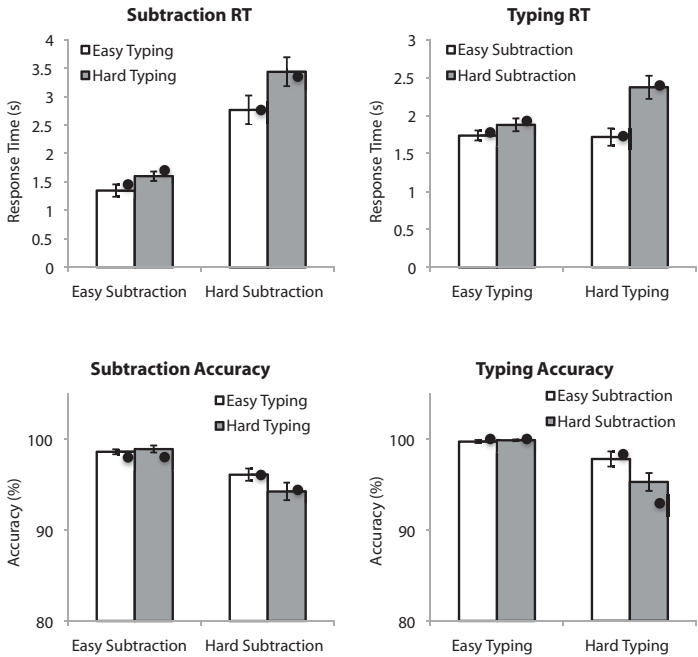 Subtraction RT
4
3.5
3
2.5
2
1.5
1
0.5
0
Response Time (s)
Easy Typing
Hard Typing
Easy Subtraction
Hard Subtraction
Typing RT
3
2.5
2
1.5
1
0.5
0
Response Time (s)
Easy Subtraction
Hard Subtraction
Easy Typing
Hard Typing
Subtraction Accuracy
100
90
80
Accuracy (%)
Easy Typing
Hard Typing
Easy Subtraction
Hard Subtraction
Typing Accuracy
100
90
80
Accuracy (%)
Easy Subtraction
Hard Subtraction
Easy Typing
Hard Typing